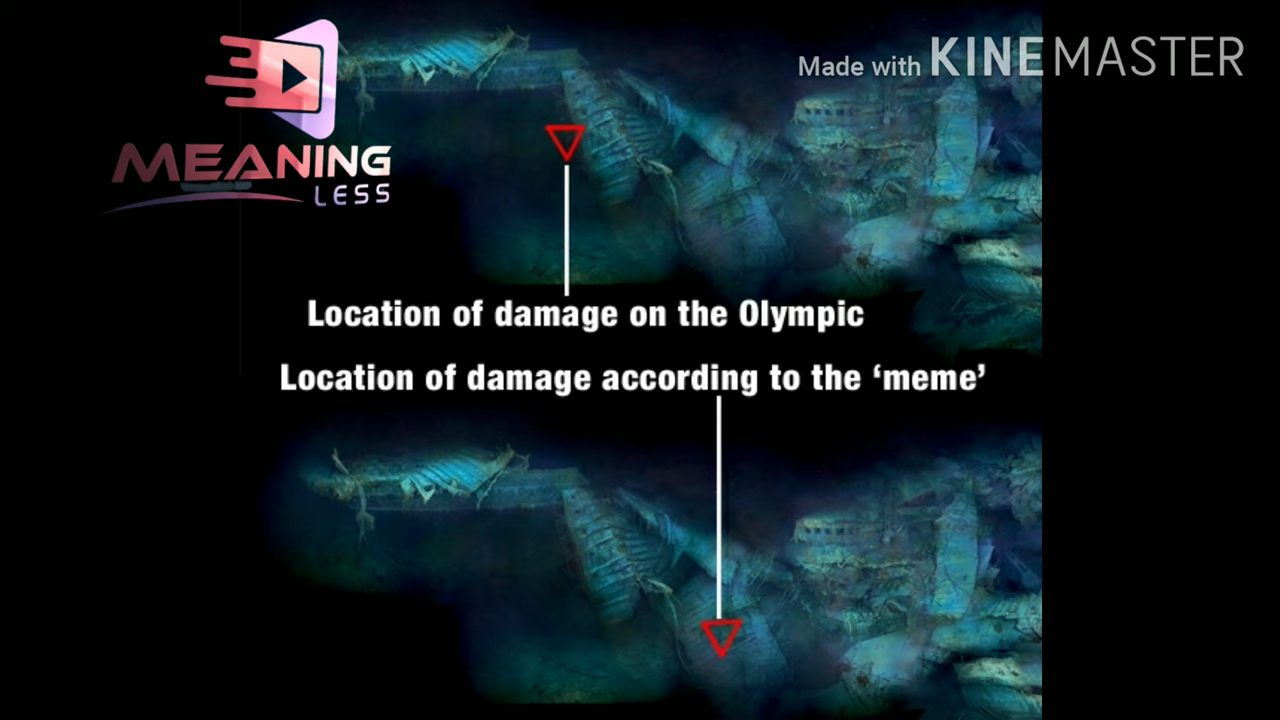 Made with KINEMASTER
MEANING
LESS
Location of damage on the Olympic
Location of damage according to the ‘meme’